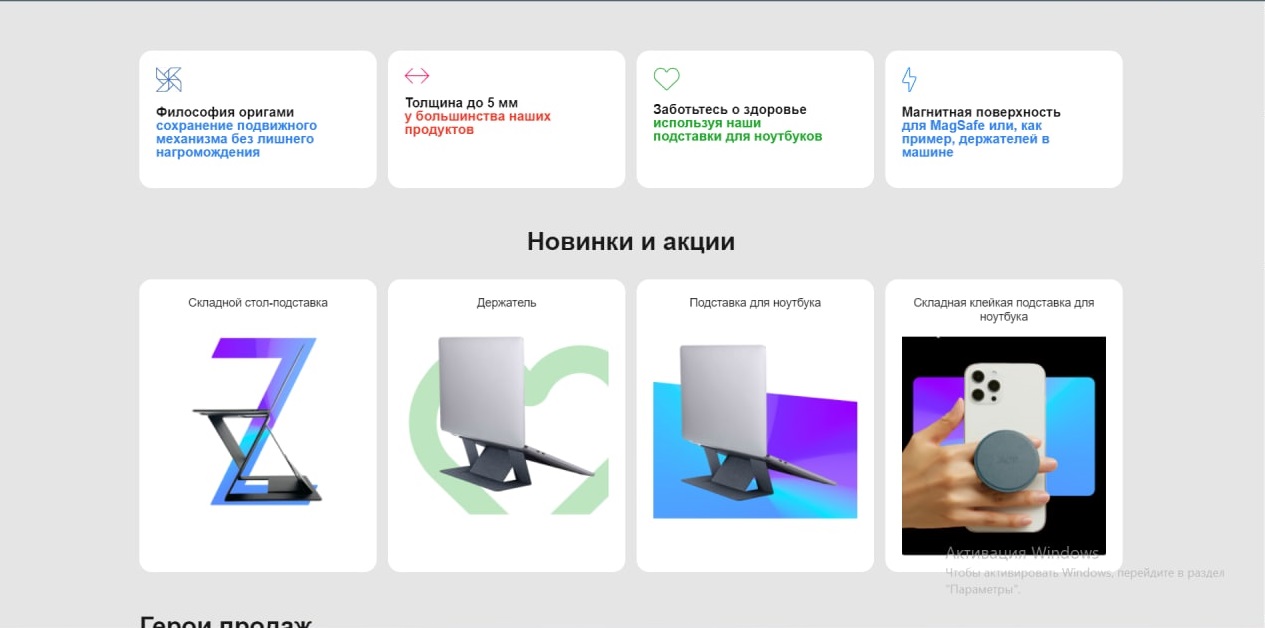 Философия оригами
сохранение подвижного
механизма без лишнего
нагромождения
Толщина до 5 мм
у большинства наших
продуктов
Заботьтесь о здоровье
используя наши
подставки для ноутбуков
Магнитная поверхность
для MagSafe или, как
пример, держателей в
машине
Новинки и акции
Складной стол-подставка
Держатель
Подставка для ноутбука
Складная клейкая подставка для
ноутбука
Активация Windows
Чтобы активировать Windows, перейдите в раздел
"Параметры".
Герои продаж